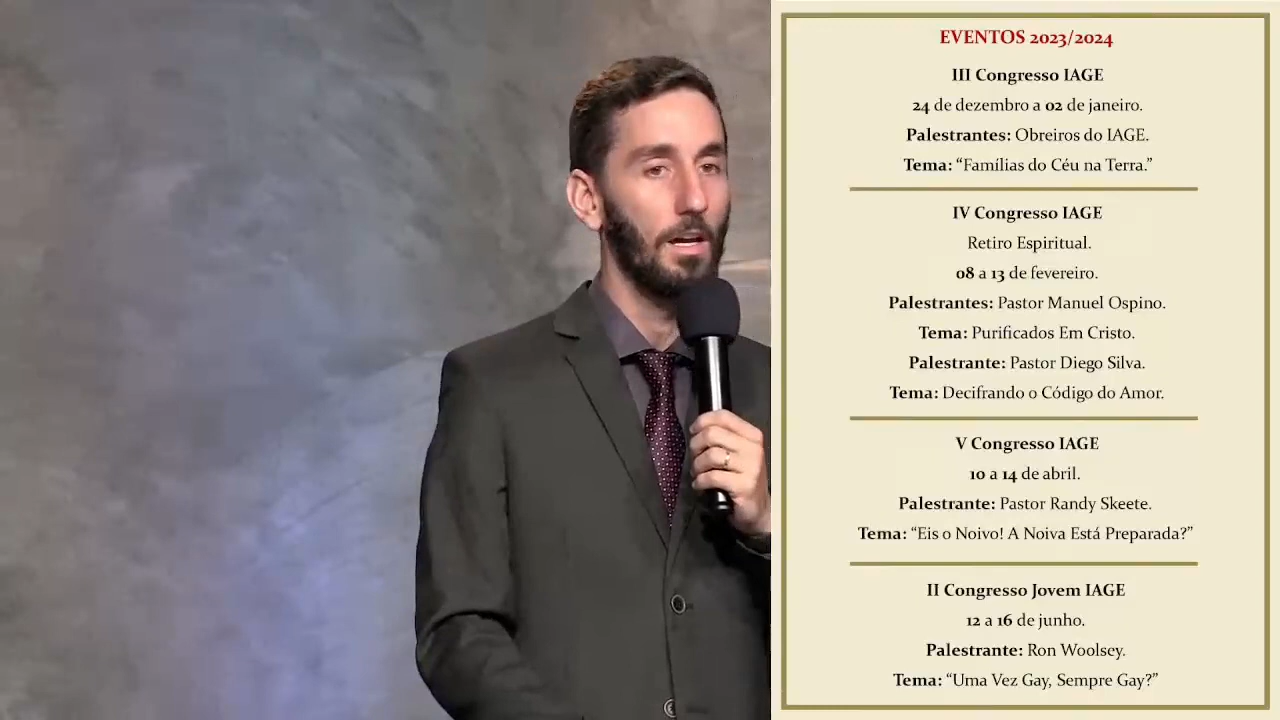 EVENTOS 2023/2024
III Congresso IAGE
24 de dezembro a 02 de janeiro.
Palestrantes: Obreiros do IAGE.
Tema: “Famílias do Céu na Terra.”
IV Congresso IAGE
Retiro Espiritual.
08 a 13 de fevereiro.
Palestrantes: Pastor Manuel Ospino.
Tema: Purificados Em Cristo.
Palestrante: Pastor Diego Silva.
Tema: Decifrando o Código do Amor.
V Congresso IAGE
10 a 14 de abril.
Palestrante: Pastor Randy Skeete.
Tema: “Eis o Noivo! A Noiva Está Preparada?”
II Congresso Jovem IAGE
12 a 16 de junho.
Palestrante: Ron Woolsey.
Tema: “Uma Vez Gay, Sempre Gay?”